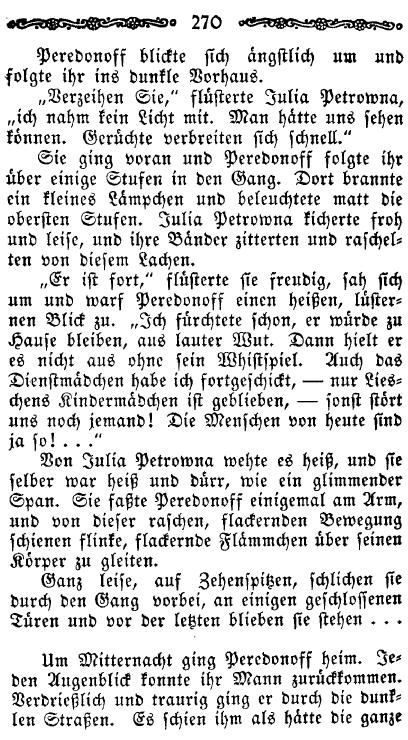 270
Peredonoff blickte sich ängstlich um und
folgte ihr ins dunkle Vorhaus.
„Verzeihen Sie,“ flüsterte Julia Petrowna,
„ich nahm kein Licht mit. Man hätte uns sehen
können. Gerüchte verbreiten sich schnell.“
Sie ging voran und Peredonoff folgte ihr
über einige Stufen in den Gang. Dort brannte
ein kleines Lämpchen und beleuchtete matt die
obersten Stufen. Julia Petrowna kicherte froh
und leise, und ihre Bänder zitterten und raschel-
ten von diesem Lachen.
„Er ist fort,“ flüsterte sie freudig, sah sich
um und warf Peredonoff einen heißen, lüster-
nen Blick zu. „Ich fürchtete schon, er würde zu
Hause bleiben, aus lauter Wut. Dann hielt er
es nicht aus ohne sein Whistspiel. Auch das
Dienstmädchen habe ich fortgeschickt, — nur Lies-
chens Kindermädchen ist geblieben, — sonst stört
uns noch jemand! Die Menschen von heute sind
ja so! . . .“
Von Julia Petrowna wehte es heiß, und sie
selber war heiß und dürr, wie ein glimmender
Span. Sie faßte Peredonoff einigemal am Arm,
und von dieser raschen, flackernden Bewegung
schienen flinke, flackernde Flämmchen über seinen
Körper zu gleiten.
Ganz leise, auf Zehenspitzen, schlichen sie
durch den Gang vorbei, an einigen geschlossenen
Türen und vor der letzten blieben sie stehen . . .
Um Mitternacht ging Peredonoff heim. Je-
den Augenblick konnte ihr Mann zurückkommen.
Verdrießlich und traurig ging er durch die dunk-
len Straßen. Es schien ihm als hätte die ganze